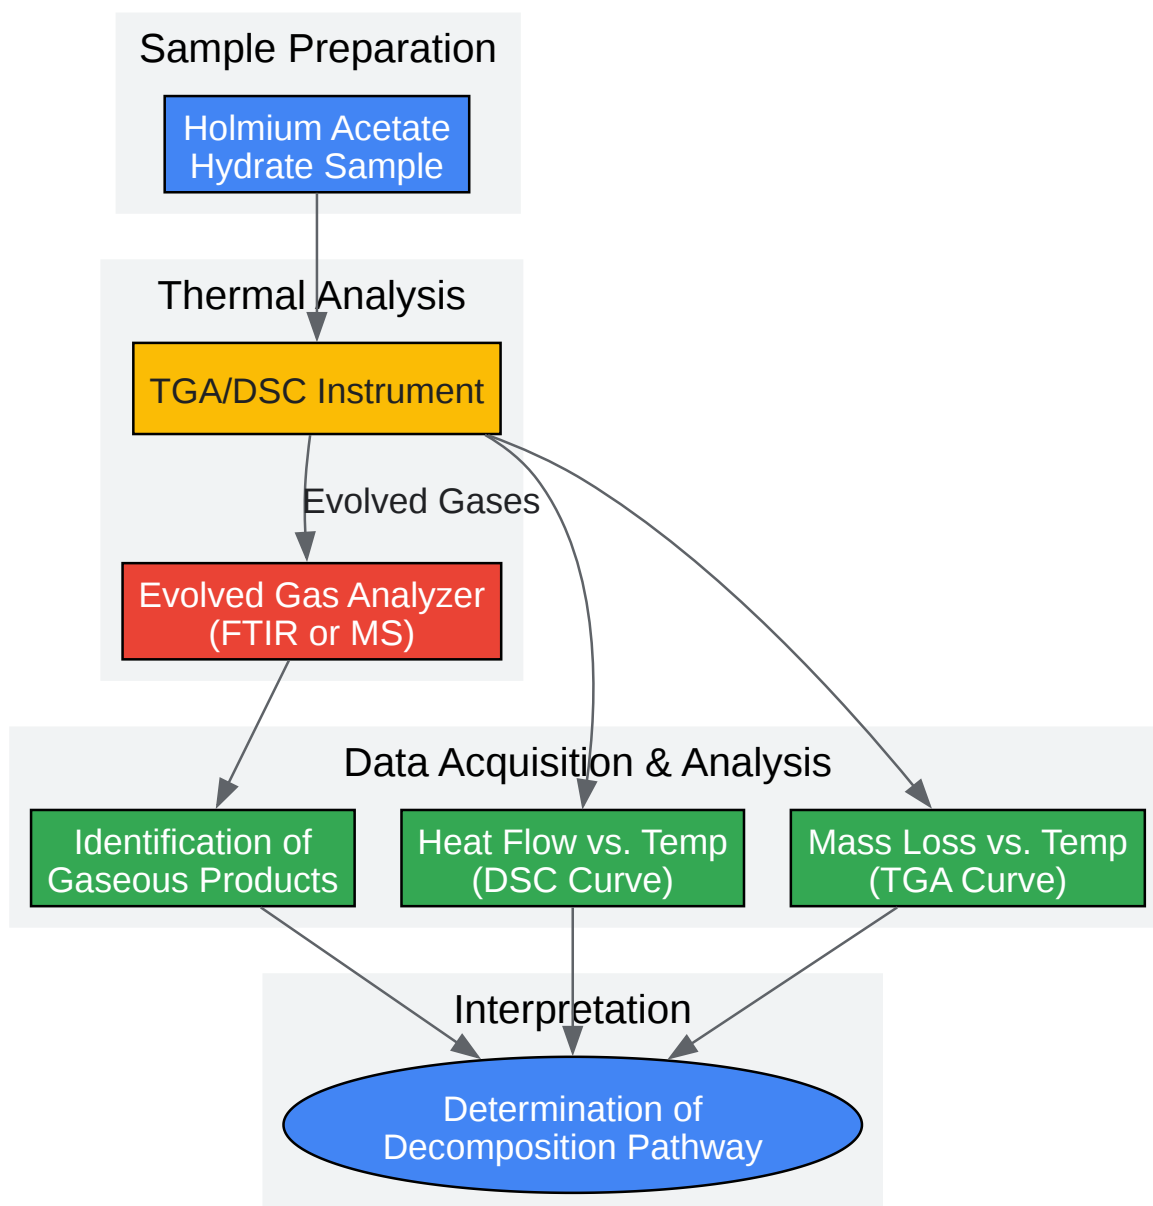 Sample Preparation
Holmium Acetate
Hydrate Sample
Thermal Analysis
TGA/DSC Instrument
Evolved Gases
Evolved Gas Analyzer
(FTIR or MS)
Data Acquisition & Analysis
Identification of
Gaseous Products
Heat Flow vs. Temp
(DSC Curve)
Mass Loss vs. Temp
(TGA Curve)
Interpretation
Determination of
Decomposition Pathway